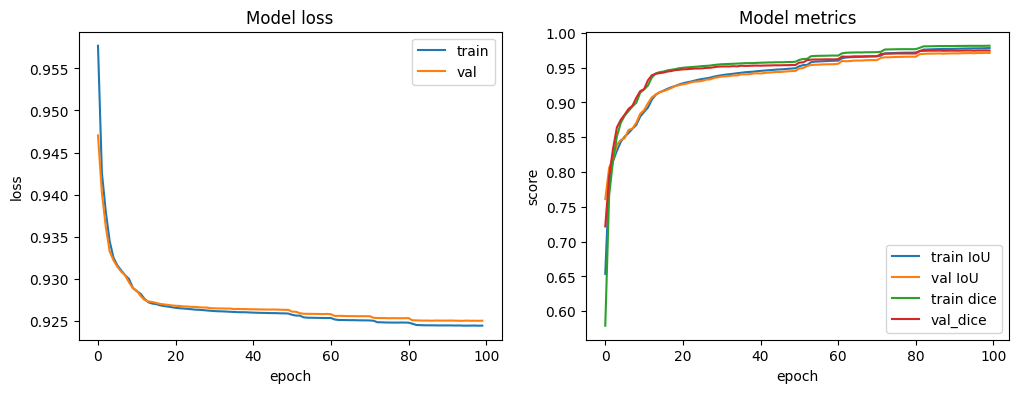 Model loss
0.955
0.950
0.945
0.940
0.935
0.930
0.925
loss
train
val
0 20 40 60 80 100
epoch
Model metrics
1.00
0.95
0.90
0.85
0.80
0.75
0.70
0.65
0.60
score
train IoU
val IoU
train dice
val_dice
0 20 40 60 80 100
epoch